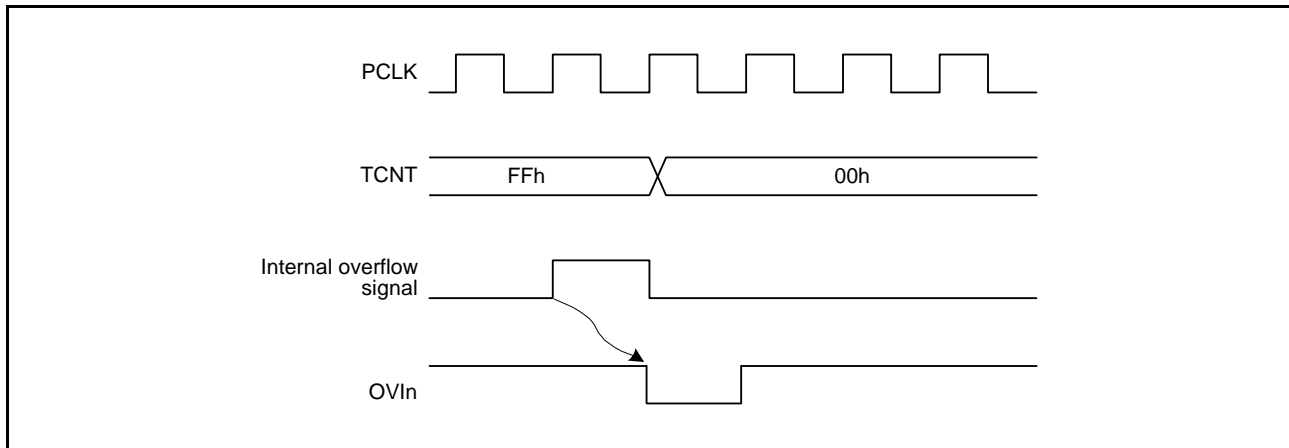 PCLK
TCNT
FFh
00h
Internal overflow
signal
OVIn